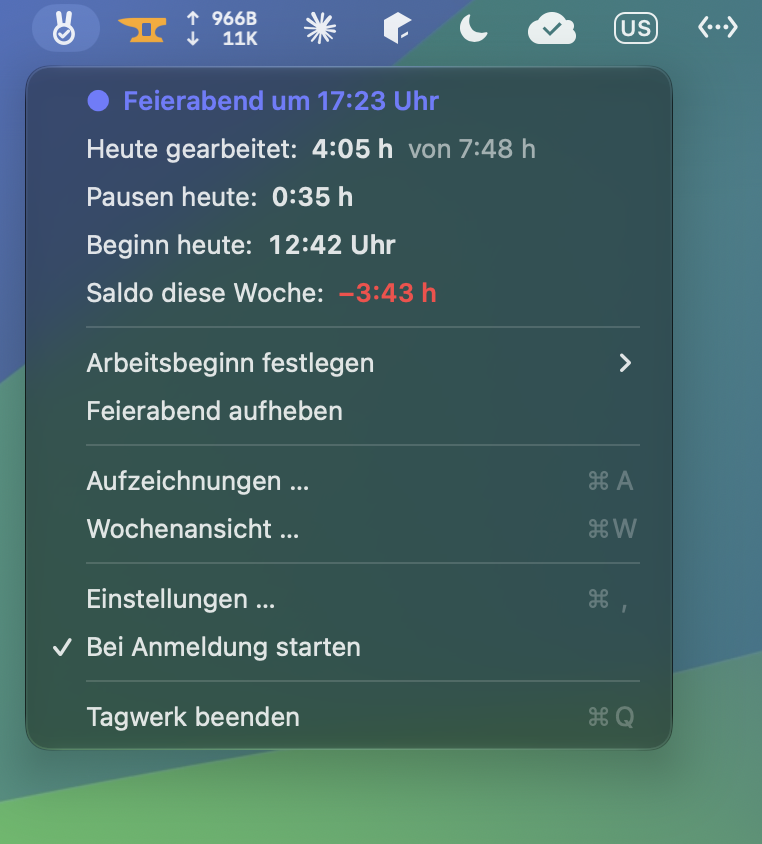 ↑ 966B
↓ 11K
US
Feierabend um 17:23 Uhr
Heute gearbeitet: 4:05 h von 7:48 h
Pausen heute: 0:35 h
Beginn heute: 12:42 Uhr
Saldo diese Woche: −3:43 h
Arbeitsbeginn festlegen
Feierabend aufheben
Aufzeichnungen ... ⌘ A
Wochenansicht ... ⌘ W
Einstellungen ... ⌘ ,
✓ Bei Anmeldung starten
Tagwerk beenden ⌘ Q